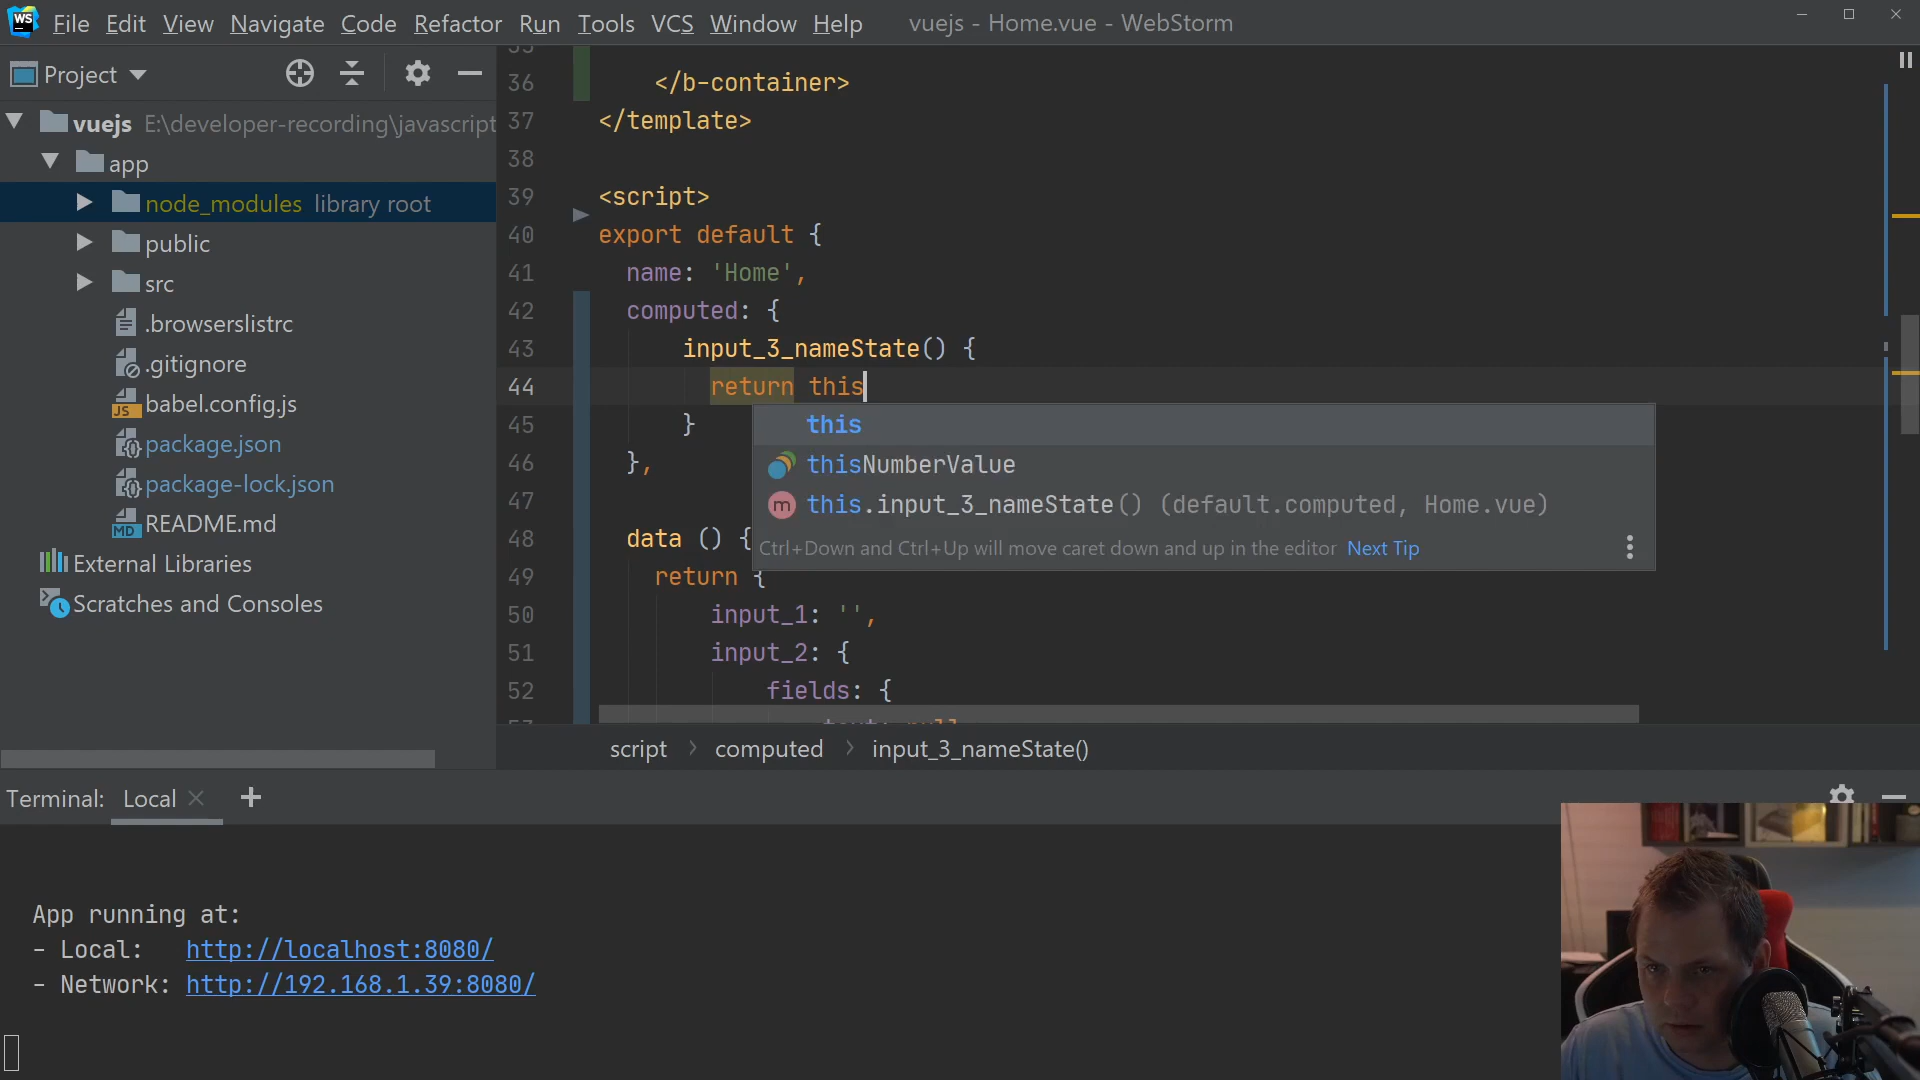 WS File Edit View Navigate Code Refactor Run Tools VCS Window Help vuejs - Home.vue - WebStorm
Project
vuejs E:\developer-recording\javascript
app
node_modules library root
public
src
.browserslistrc
.gitignore
JS babel.config.js
package.json
package-lock.json
MD README.md
External Libraries
Scratches and Consoles
35
36 </b-container>
37 </template>
38
39 <script>
40 export default {
41 name: 'Home',
42 computed: {
43 input_3_nameState() {
44 return this
45 }
46 },
47
48 data () {
49 return {
50 input_1: '',
51 input_2: {
52 fields: {
this
thisNumberValue
m this.input_3_nameState() (default.computed, Home.vue)
Ctrl+Down and Ctrl+Up will move caret down and up in the editor Next Tip
script computed input_3_nameState()
Terminal: Local
App running at:
- Local: http://localhost:8080/
- Network: http://192.168.1.39:8080/